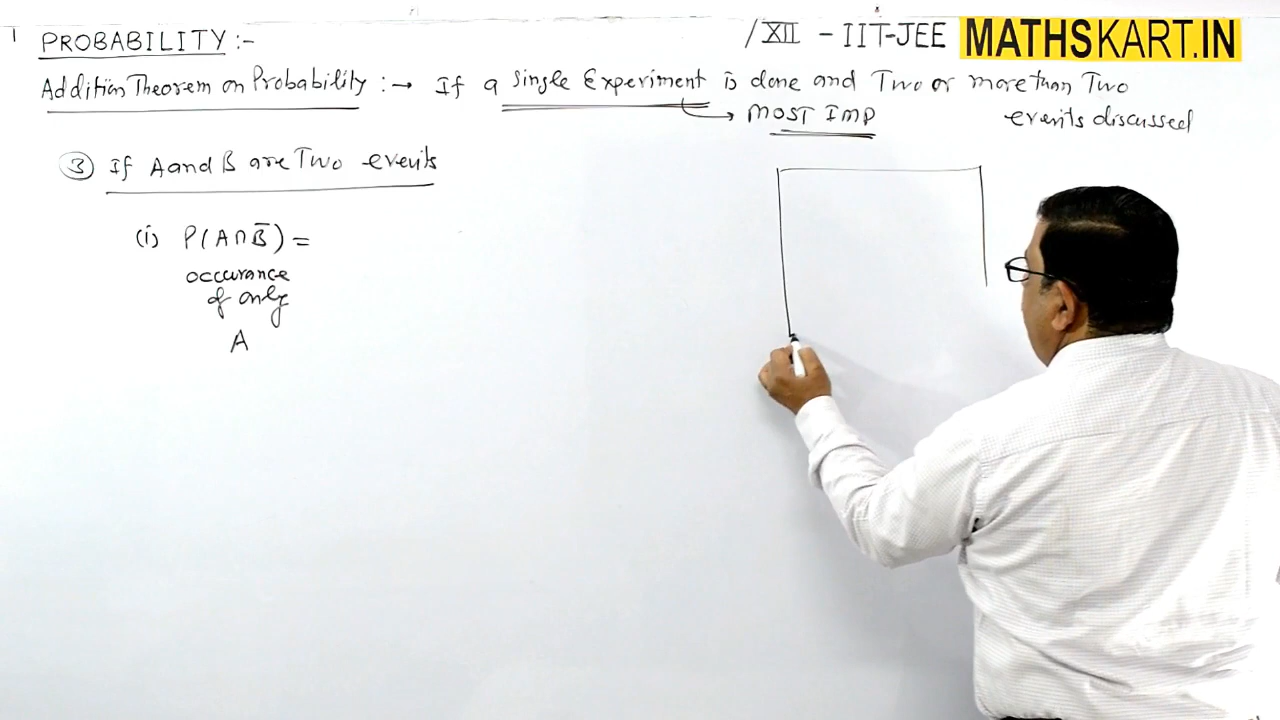 1 PROBABILITY :-
/ XII - IIT-JEE MATHSKART.IN
Addition Theorem on Probability :→ If a single Experiment is done and Two or more than Two
→ MOST IMP events discussed
③ If A and B are Two events
(i) P(A∩B̅) =
occurance
of only
A